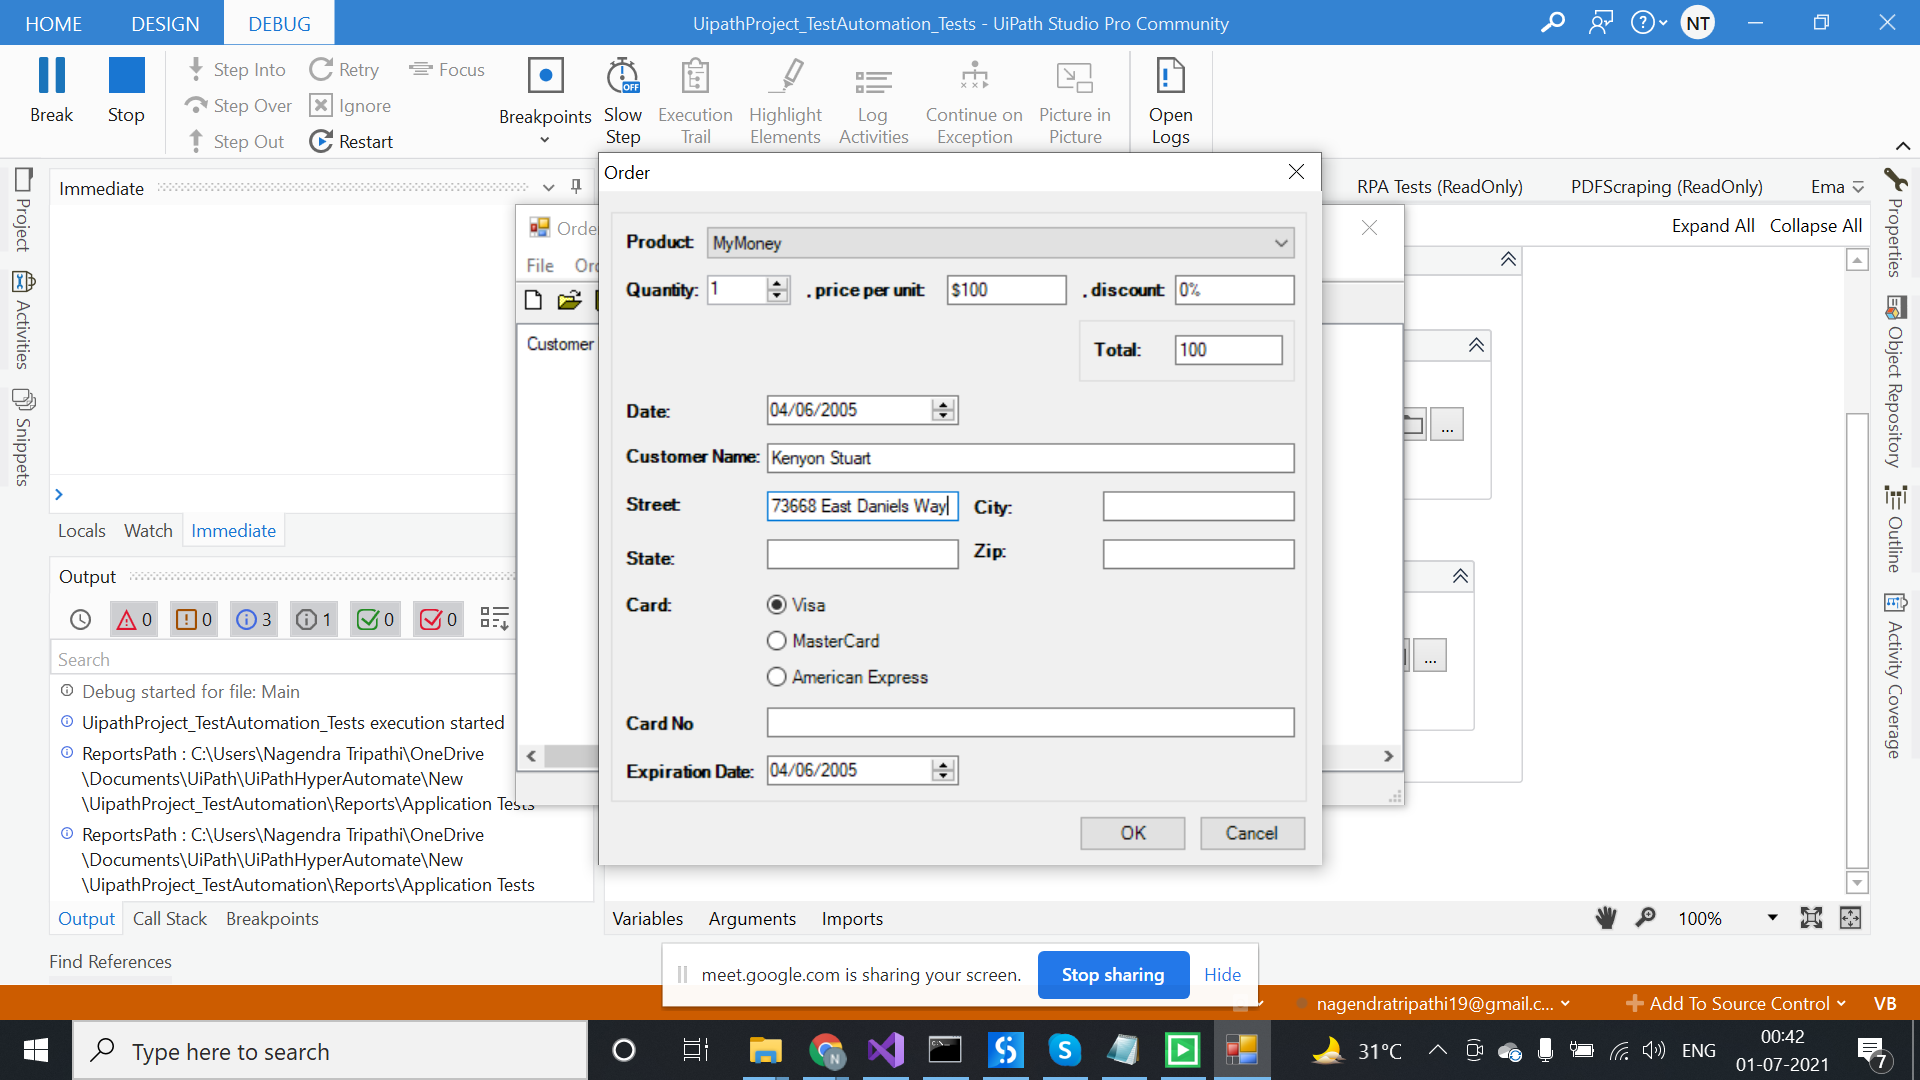 HOME DESIGN DEBUG
UipathProject_TestAutomation_Tests - UiPath Studio Pro Community
NT
Break
Stop
Step Into
Step Over
Step Out
Retry
Ignore
Restart
Focus
Breakpoints
Slow Step
Execution Trail
Highlight Elements
Log Activities
Continue on Exception
Picture in Picture
Open Logs
Project
Activities
Snippets
Immediate
Locals Watch Immediate
Output
0 0 3 1 0 0
Search
Debug started for file: Main
UipathProject_TestAutomation_Tests execution started
ReportsPath : C:\Users\Nagendra Tripathi\OneDrive
\Documents\UiPath\UiPathHyperAutomate\New
\UipathProject_TestAutomation\Reports\Application Tests
ReportsPath : C:\Users\Nagendra Tripathi\OneDrive
\Documents\UiPath\UiPathHyperAutomate\New
\UipathProject_TestAutomation\Reports\Application Tests
Output Call Stack Breakpoints
Find References
Orde
File Orc
Customer
Order
Product: MyMoney
Quantity: 1 , price per unit: $100 , discount: 0%
Total: 100
Date: 04/06/2005
Customer Name: Kenyon Stuart
Street: 73668 East Daniels Way City:
State: Zip:
Card: Visa
MasterCard
American Express
Card No
Expiration Date: 04/06/2005
OK Cancel
RPA Tests (ReadOnly) PDFScraping (ReadOnly) Ema
Expand All Collapse All
...
...
Properties
Object Repository
Outline
Activity Coverage
Variables Arguments Imports
100%
meet.google.com is sharing your screen. Stop sharing Hide
nagendratripathi19@gmail.c... Add To Source Control VB
Type here to search
N
S
31°C
ENG
00:42
01-07-2021
7
OFF